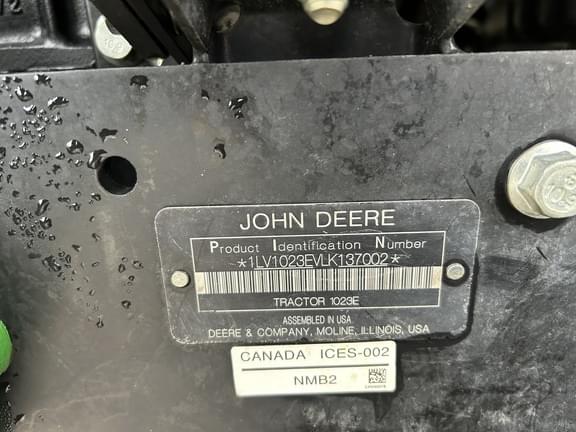 JOHN DEERE
Product Identification Number
*1LV1023EVLK137002*
TRACTOR 1023E
ASSEMBLED IN USA
DEERE & COMPANY, MOLINE, ILLINOIS, USA
CANADA ICES-002
NMB2